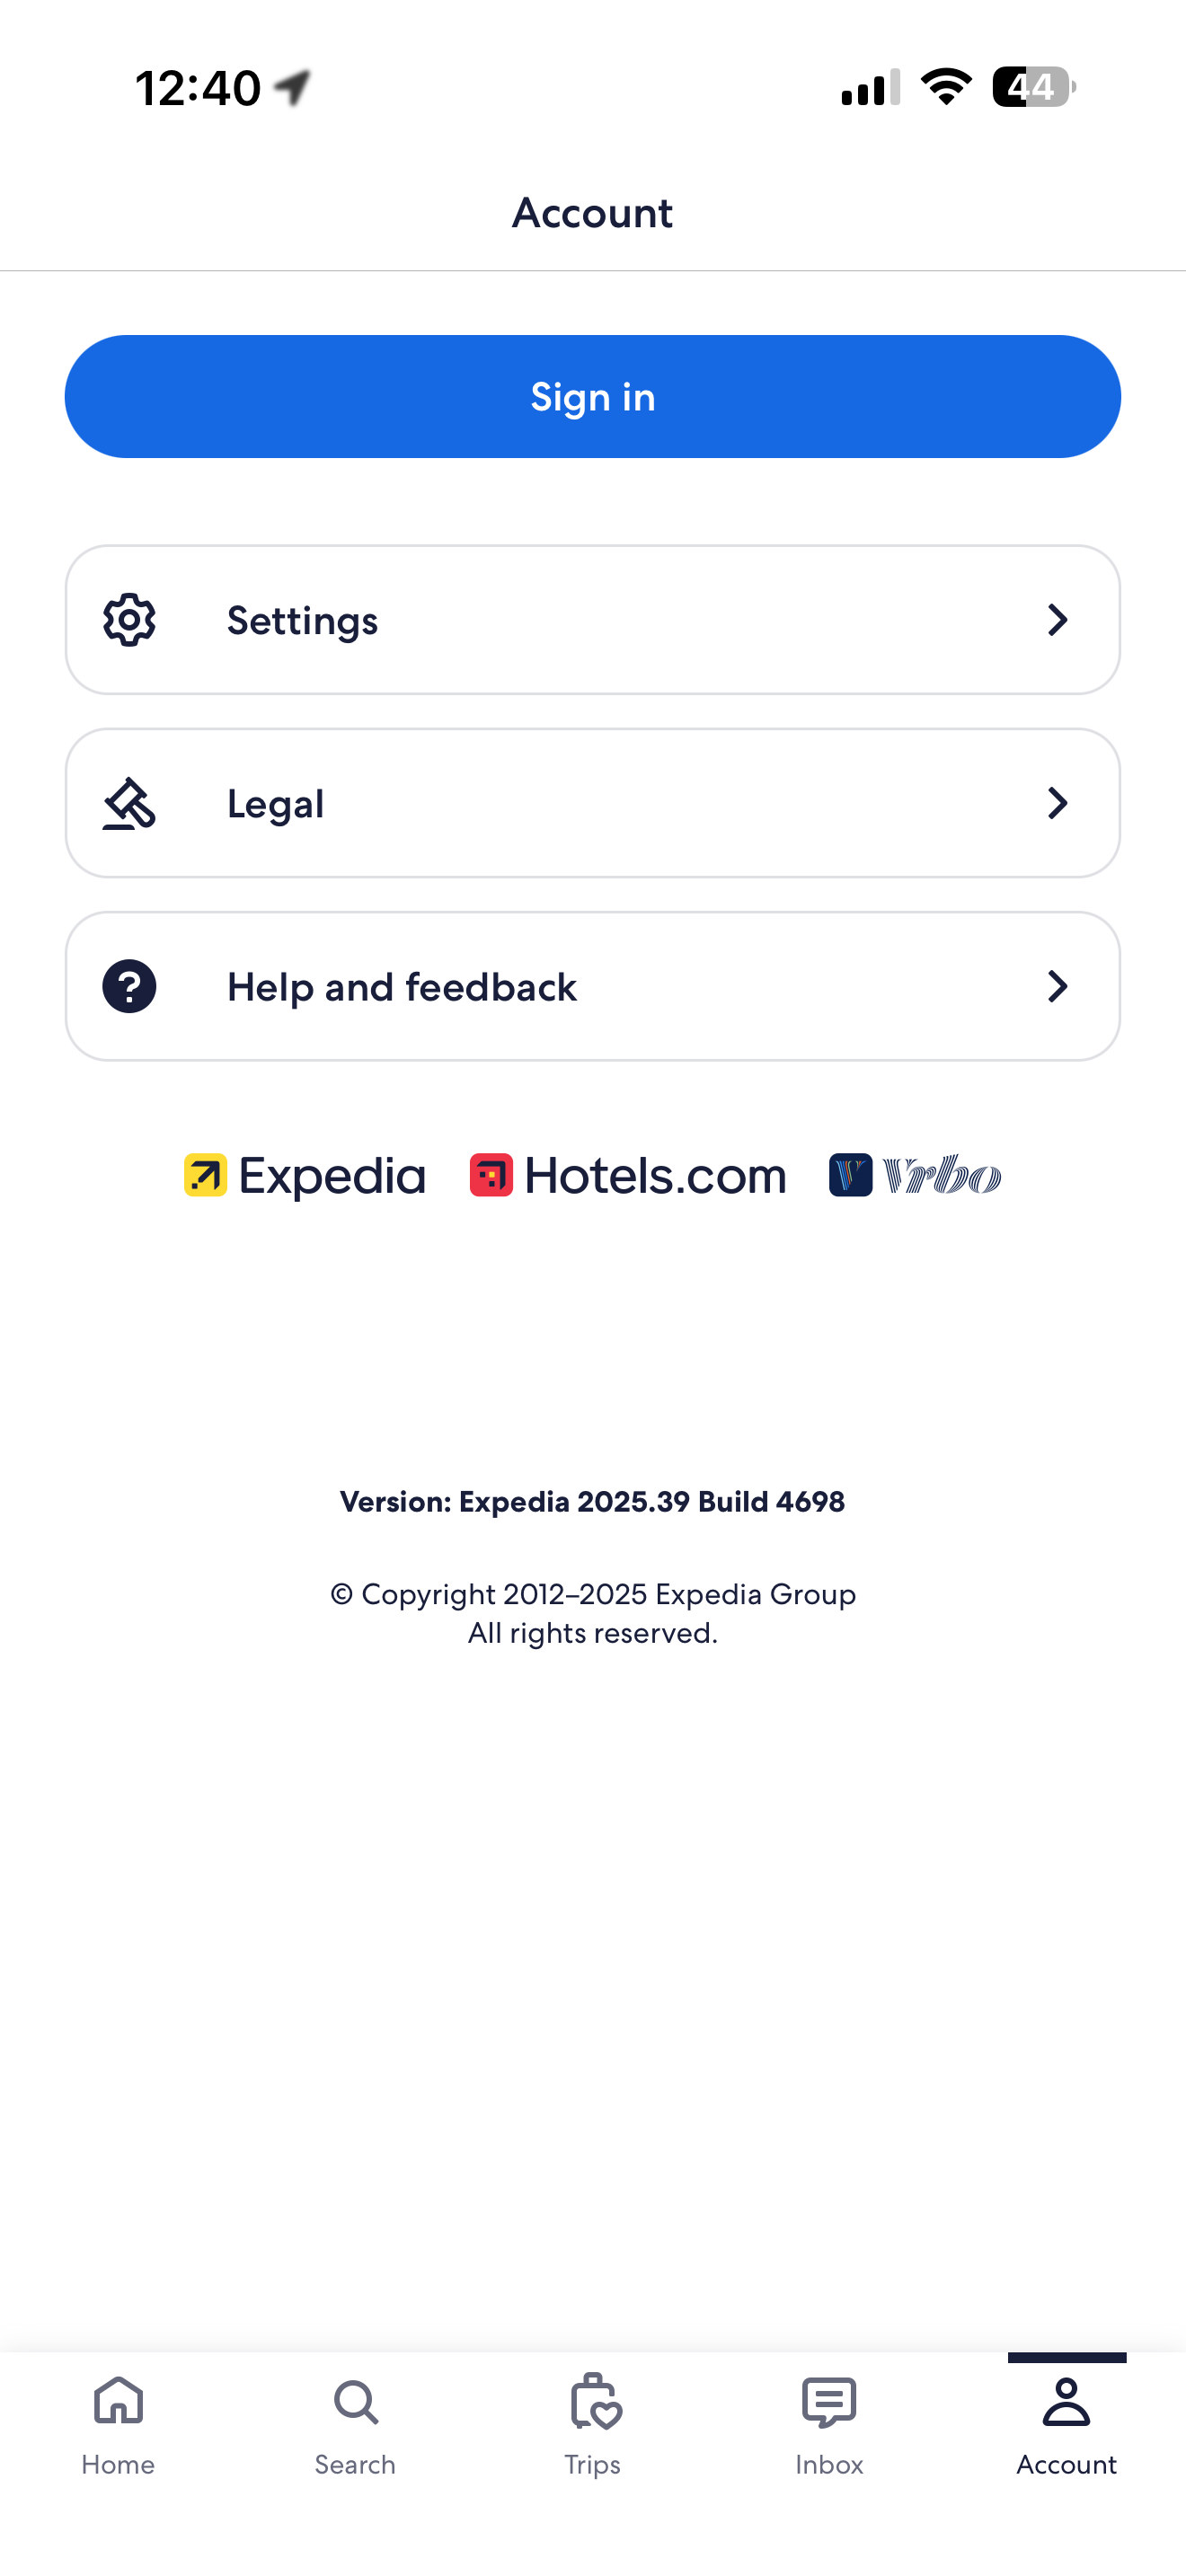 12:40
44
Account
Sign in
Settings
Legal
Help and feedback
Expedia Hotels.com Vrbo
Version: Expedia 2025.39 Build 4698
© Copyright 2012–2025 Expedia Group
All rights reserved.
Home Search Trips Inbox Account